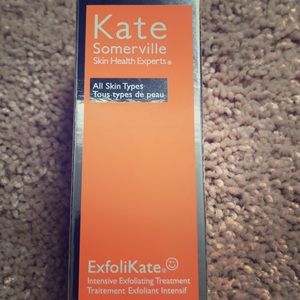 Kate
Somerville
Skin Health Experts®
All Skin Types
Tous types de peau
ExfoliKate®
Intensive Exfoliating Treatment
Traitement Exfoliant Intensif